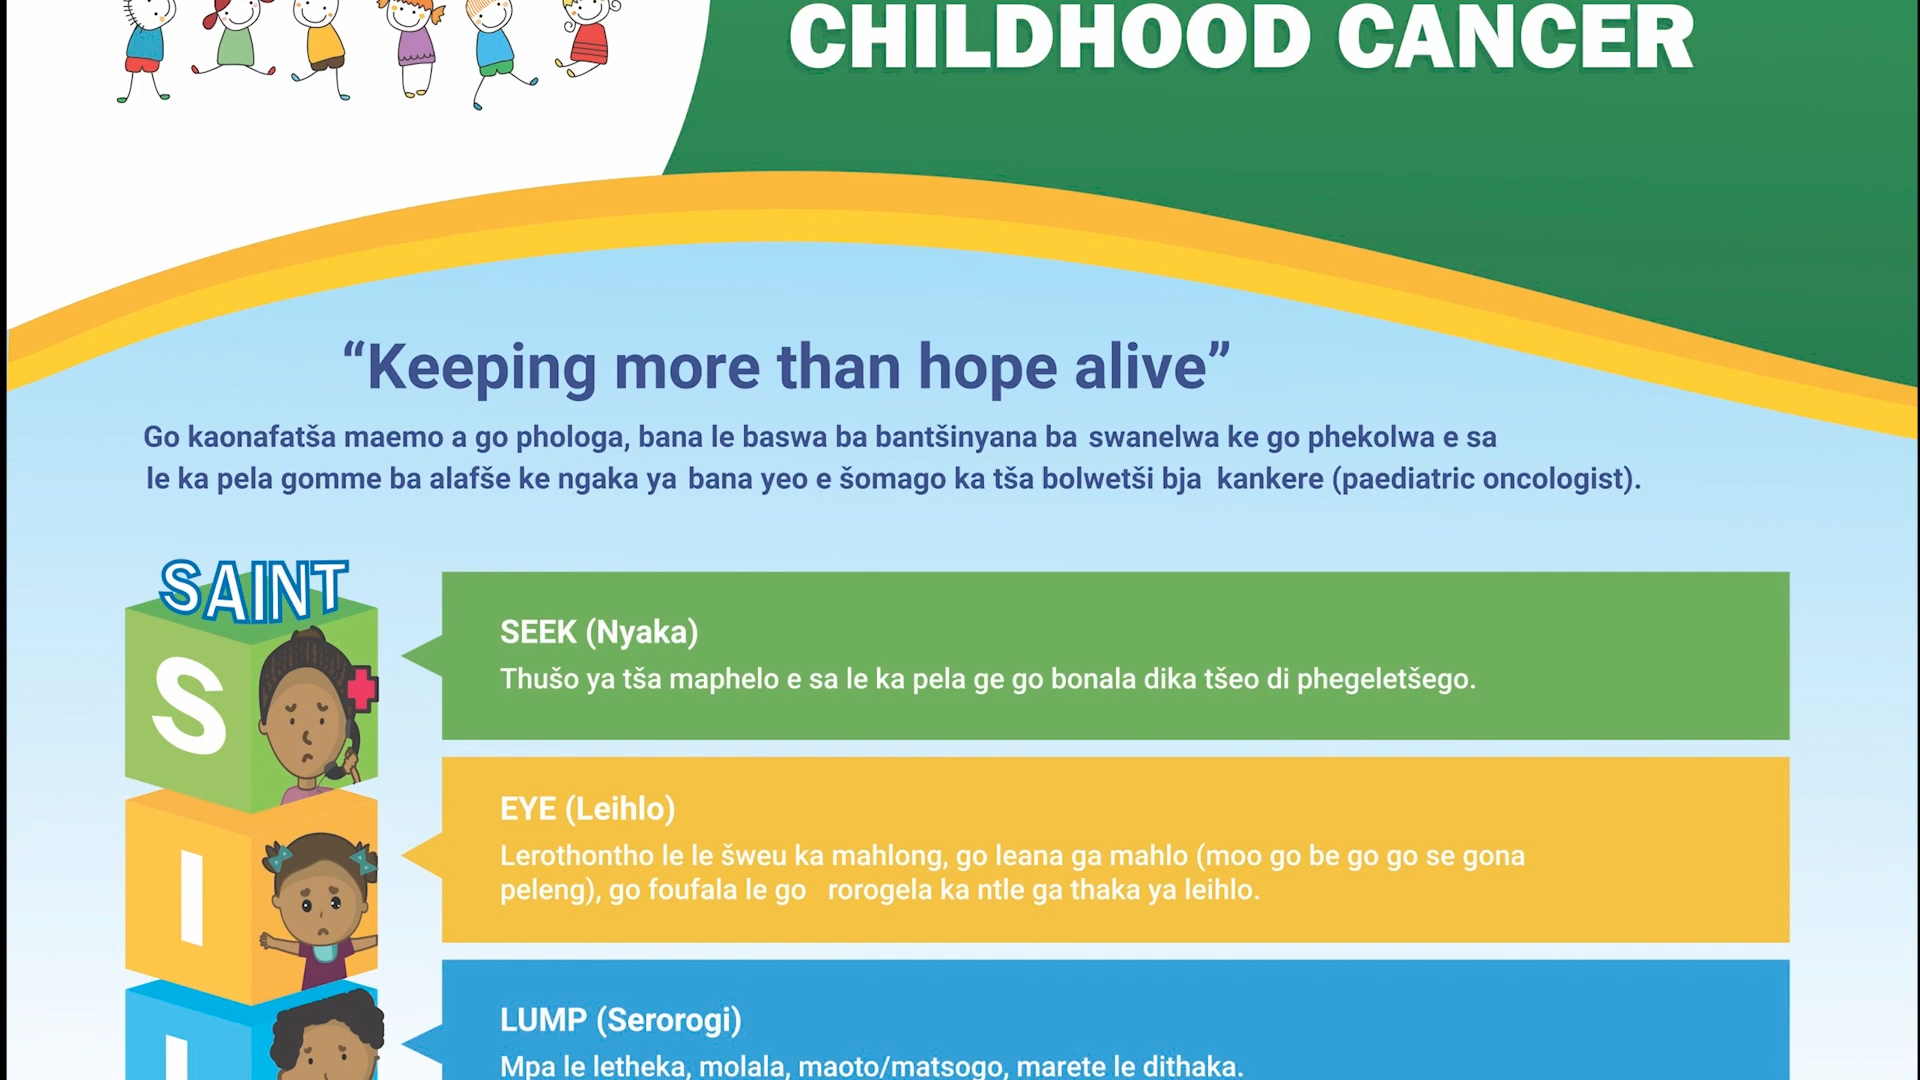 CHILDHOOD CANCER
“Keeping more than hope alive”
Go kaonafatša maemo a go phologa, bana le baswa ba bantšinyana ba swanelwa ke go phekolwa e sa
le ka pela gomme ba alafše ke ngaka ya bana yeo e šomago ka tša bolwetši bja kankere (paediatric oncologist).
SAINT
S
SEEK (Nyaka)
Thušo ya tša maphelo e sa le ka pela ge go bonala dika tšeo di phegeletšego.
I
EYE (Leihlo)
Lerothontho le le šweu ka mahlong, go leana ga mahlo (moo go be go go se gona
peleng), go foufala le go rorogela ka ntle ga thaka ya leihlo.
LUMP (Serorogi)
Mpa le letheka, molala, maoto/matsogo, marete le dithaka.